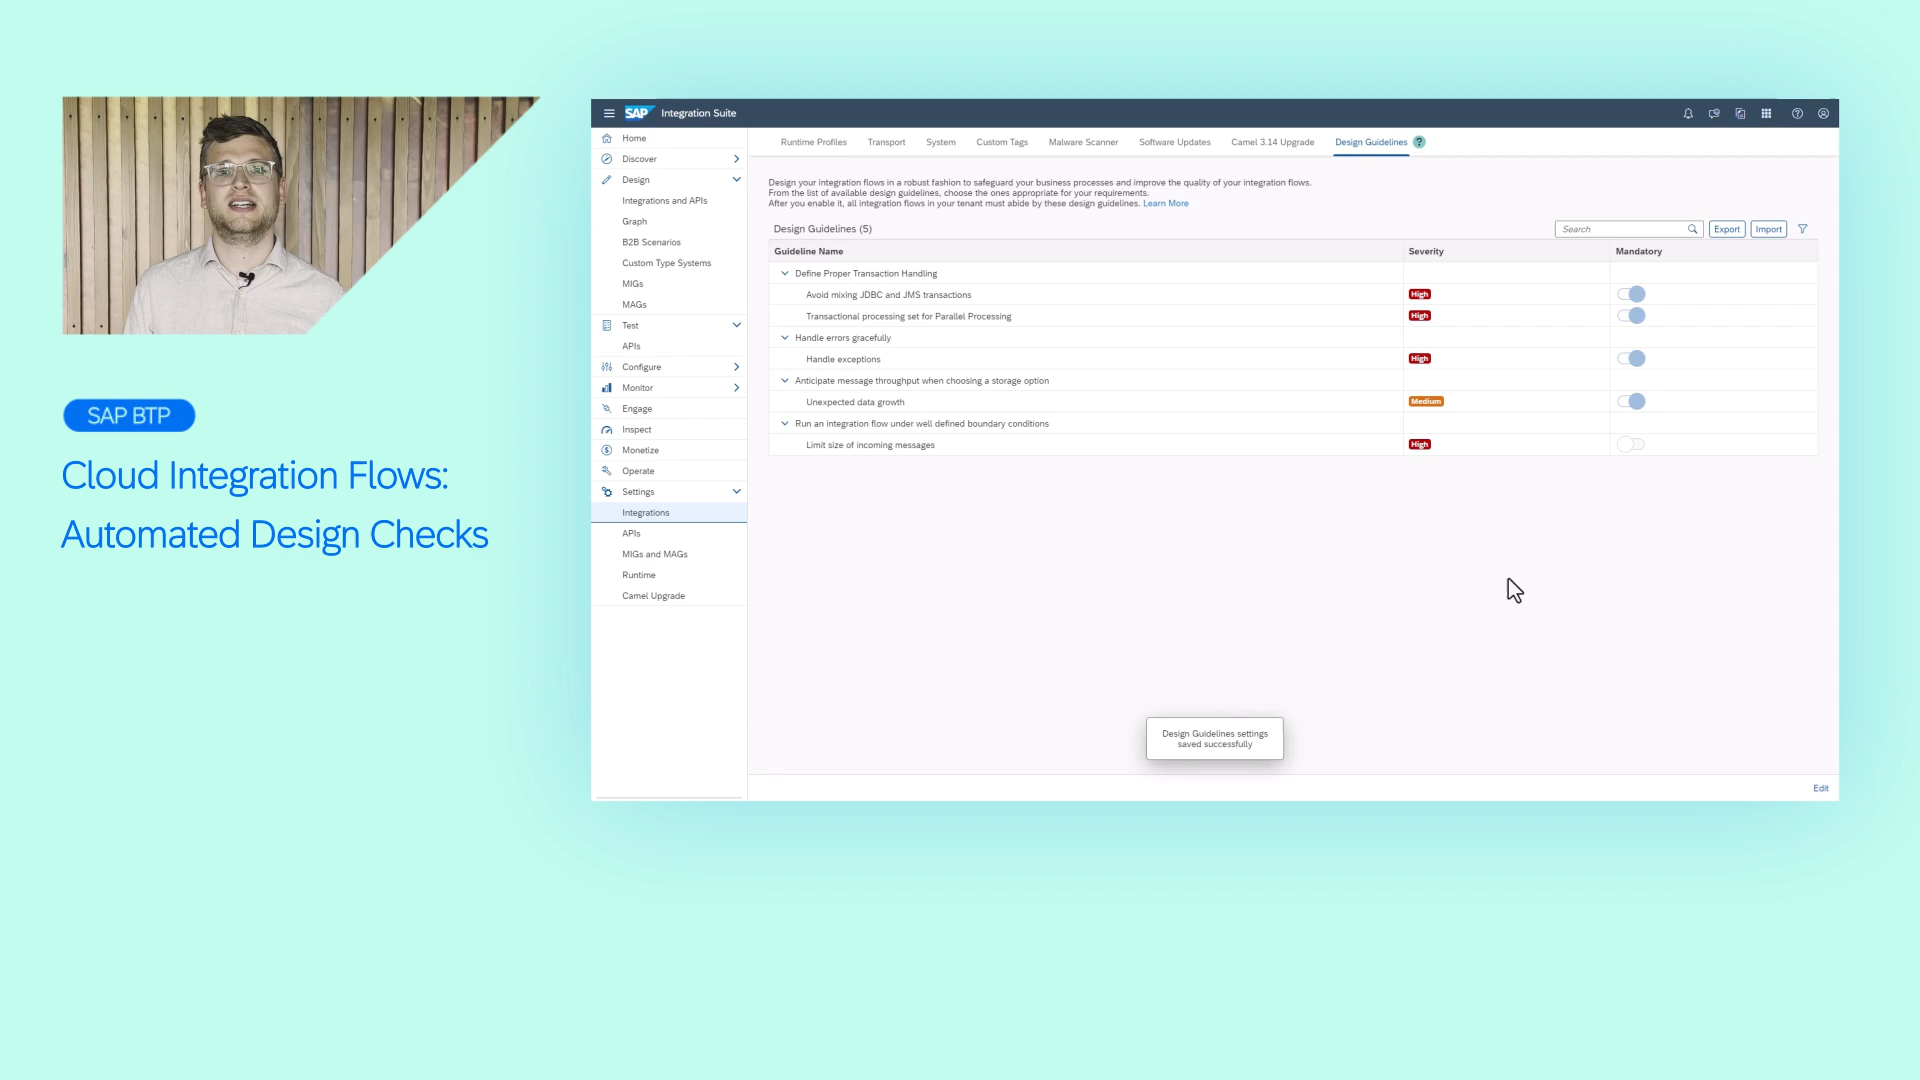 SAP BTP
Cloud Integration Flows:
Automated Design Checks
SAP Integration Suite
Home
Discover
Design
Integrations and APIs
Graph
B2B Scenarios
Custom Type Systems
MIGs
MAGs
Test
APIs
Configure
Monitor
Engage
Inspect
Monetize
Operate
Settings
Integrations
APIs
MIGs and MAGs
Runtime
Camel Upgrade
Runtime Profiles Transport System Custom Tags Malware Scanner Software Updates Camel 3.14 Upgrade Design Guidelines ?
Design your integration flows in a robust fashion to safeguard your business processes and improve the quality of your integration flows.
From the list of available design guidelines, choose the ones appropriate for your requirements.
After you enable it, all integration flows in your tenant must abide by these design guidelines. Learn More
Design Guidelines (5) Search Export Import
Guideline Name Severity Mandatory
Define Proper Transaction Handling
Avoid mixing JDBC and JMS transactions High
Transactional processing set for Parallel Processing High
Handle errors gracefully
Handle exceptions High
Anticipate message throughput when choosing a storage option
Unexpected data growth Medium
Run an integration flow under well defined boundary conditions
Limit size of incoming messages High
Design Guidelines settings
saved successfully
Edit